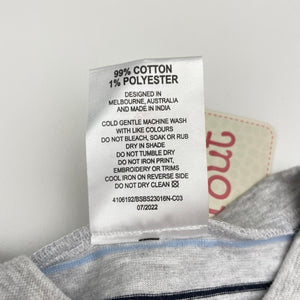 99% COTTON
1% POLYESTER
DESIGNED IN
MELBOURNE, AUSTRALIA
AND MADE IN INDIA
COLD GENTLE MACHINE WASH
WITH LIKE COLOURS
DO NOT BLEACH, SOAK OR RUB
DRY IN SHADE
DO NOT TUMBLE DRY
DO NOT IRON PRINT,
EMBROIDERY OR TRIMS
COOL IRON ON REVERSE SIDE
DO NOT DRY CLEAN
4106192/BSBS23016N-C03
07/2022